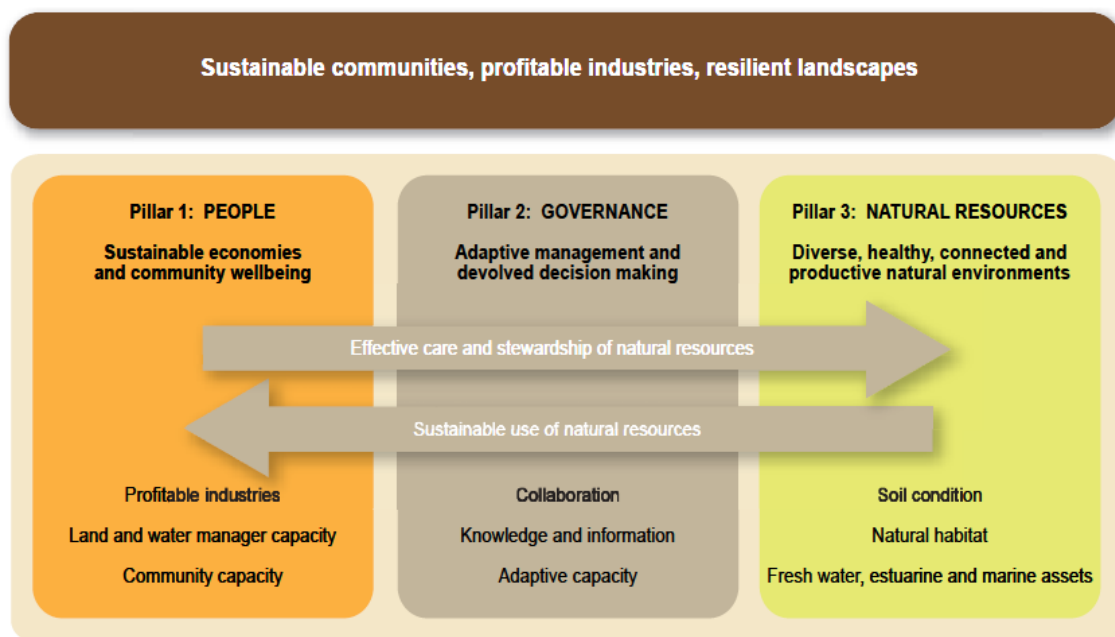 Sustainable communities, profitable industries, resilient landscapes
Pillar 1: PEOPLE
Sustainable economies
and community wellbeing
Pillar 2: GOVERNANCE
Adaptive management and
devolved decision making
Pillar 3: NATURAL RESOURCES
Diverse, healthy, connected and
productive natural environments
Effective care and stewardship of natural resources
Sustainable use of natural resources
Profitable industries
Land and water manager capacity
Community capacity
Collaboration
Knowledge and information
Adaptive capacity
Soil condition
Natural habitat
Fresh water, estuarine and marine assets